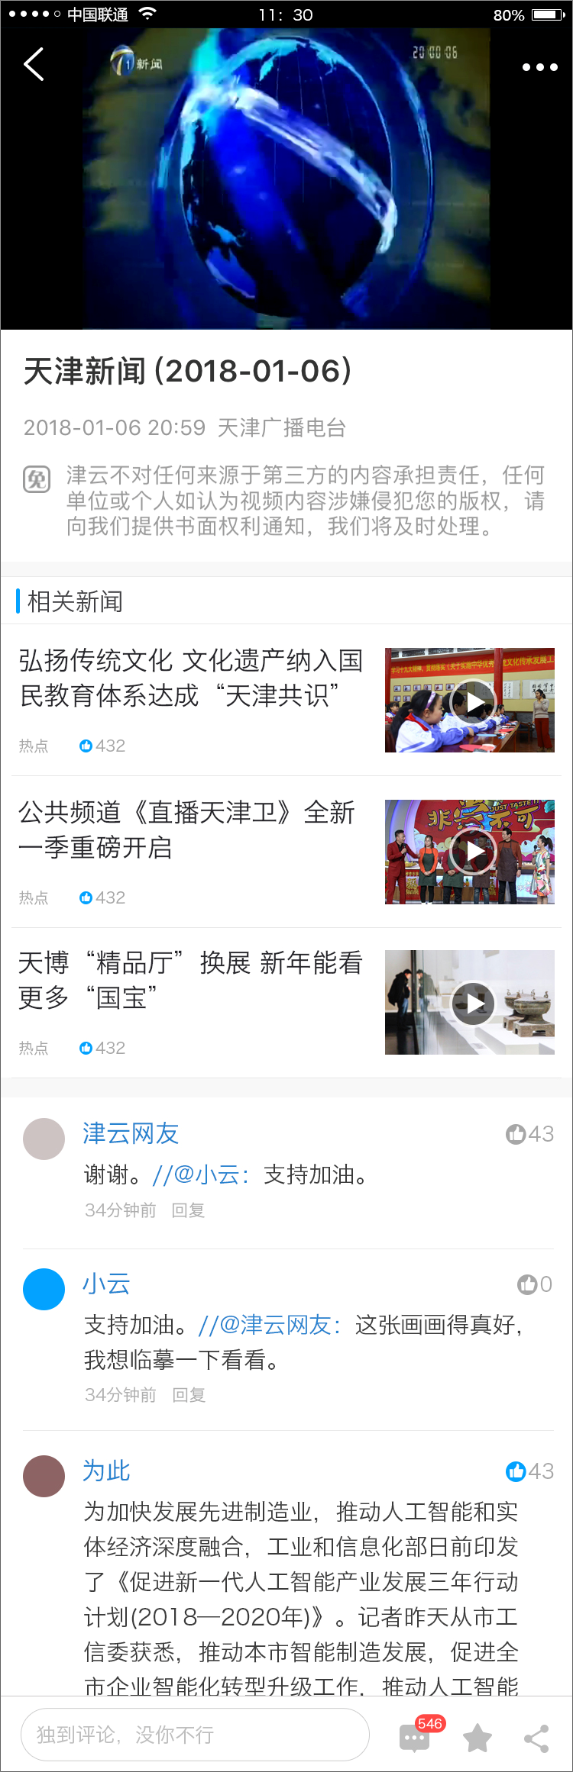 中国联通
11：30
80%
1新闻
20:00:06
天津新闻 (2018-01-06)
2018-01-06 20:59 天津广播电台
免 津云不对任何来源于第三方的内容承担责任，任何
单位或个人如认为视频内容涉嫌侵犯您的版权，请
向我们提供书面权利通知，我们将及时处理。
相关新闻
弘扬传统文化 文化遗产纳入国
民教育体系达成“天津共识”
热点 432
公共频道《直播天津卫》全新
一季重磅开启
JUST TASTE IT
非尝不可
热点 432
天博“精品厅”换展 新年能看
更多“国宝”
热点 432
津云网友 43
谢谢。//@小云：支持加油。
34分钟前 回复
小云 0
支持加油。//@津云网友：这张画画得真好，
我想临摹一下看看。
34分钟前 回复
为此 43
为加快发展先进制造业，推动人工智能和实
体经济深度融合，工业和信息化部日前印发
了《促进新一代人工智能产业发展三年行动
计划(2018—2020年)》。记者昨天从市工
信委获悉，推动本市智能制造发展，促进全
市企业智能化转型升级工作，推动人工智能
独到评论，没你不行
546